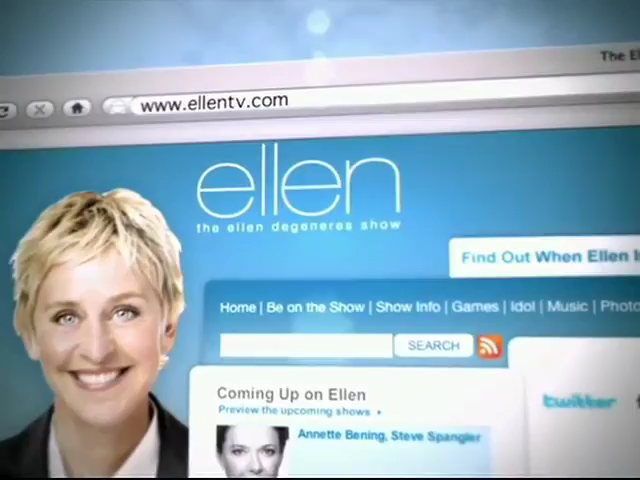 The El
www.ellentv.com
ellen
the ellen degeneres show
Find Out When Ellen Is
Home | Be on the Show | Show Info | Games | Idol | Music | Photo
SEARCH
Coming Up on Ellen
Preview the upcoming shows
twitter
Annette Bening, Steve Spangler